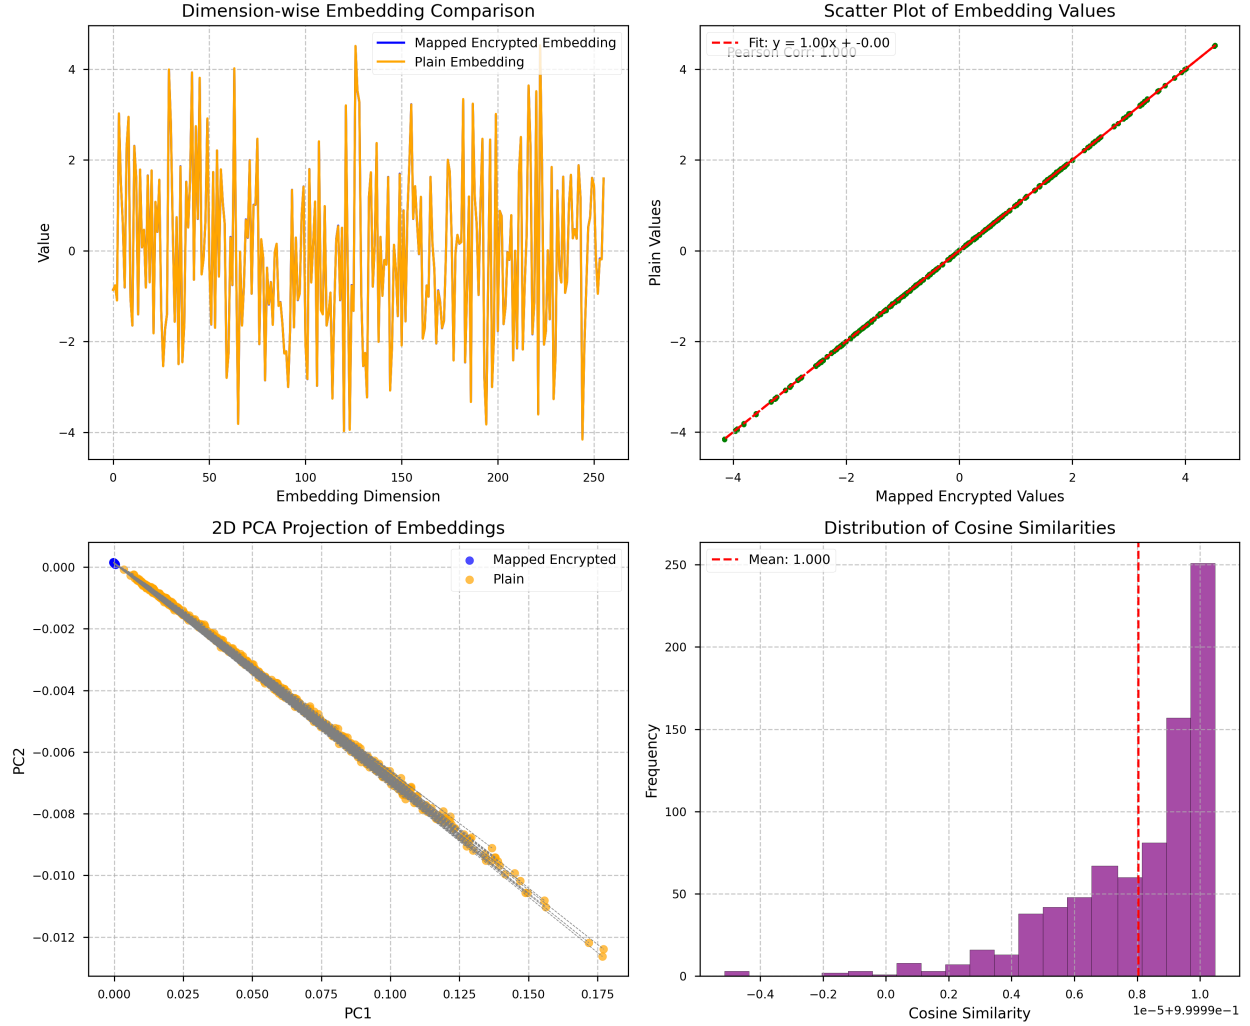 Dimension-wise Embedding Comparison
Mapped Encrypted Embedding
Plain Embedding
4
2
0
−2
−4
Value
0
50
100
150
200
250
Embedding Dimension
Scatter Plot of Embedding Values
Fit: y = 1.00x + -0.00
Pearson Corr: 1.000
4
2
0
−2
−4
Plain Values
−4
−2
0
2
4
Mapped Encrypted Values
2D PCA Projection of Embeddings
Mapped Encrypted
Plain
0.000
−0.002
−0.004
−0.006
−0.008
−0.010
−0.012
PC2
0.000
0.025
0.050
0.075
0.100
0.125
0.150
0.175
PC1
Distribution of Cosine Similarities
Mean: 1.000
250
200
150
100
50
0
Frequency
−0.4
−0.2
0.0
0.2
0.4
0.6
0.8
1.0
1e−5+9.9999e−1
Cosine Similarity